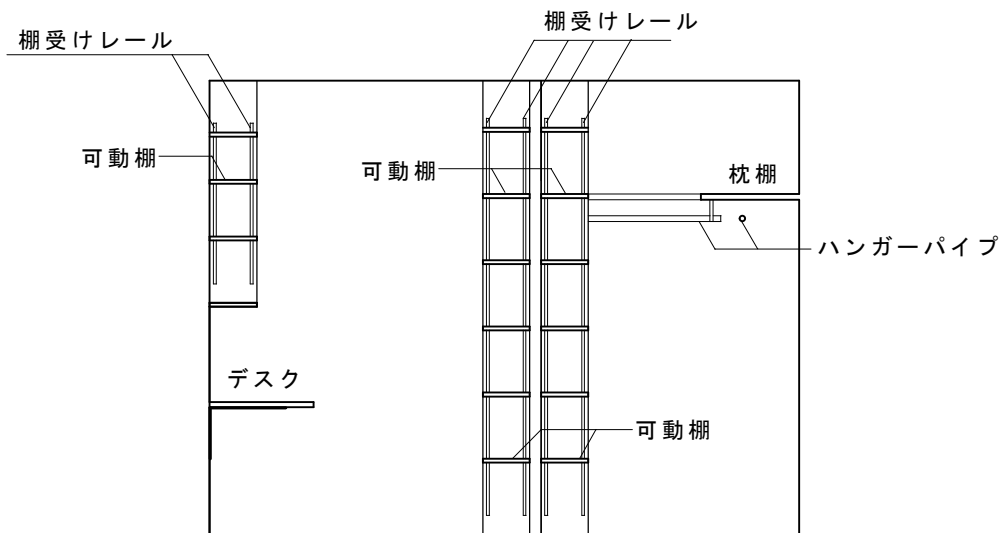 棚受けレール
棚受けレール
可動棚
可動棚
枕棚
ハンガーパイプ
デスク
可動棚